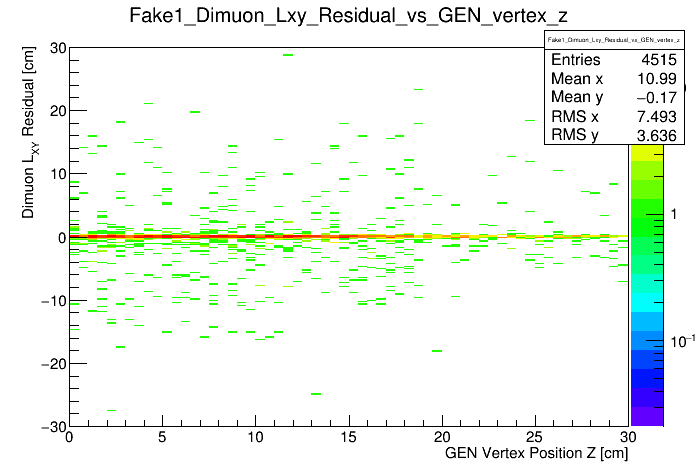 Fake1_Dimuon_Lxy_Residual_vs_GEN_vertex_z
Fake1_Dimuon_Lxy_Residual_vs_GEN_vertex_z
Entries 4515
Mean x 10.99
Mean y −0.17
RMS x 7.493
RMS y 3.636
Dimuon LXY Residual [cm]
30
20
10
0
−10
−20
−30
0 5 10 15 20 25 30
GEN Vertex Position Z [cm]
1
10−1